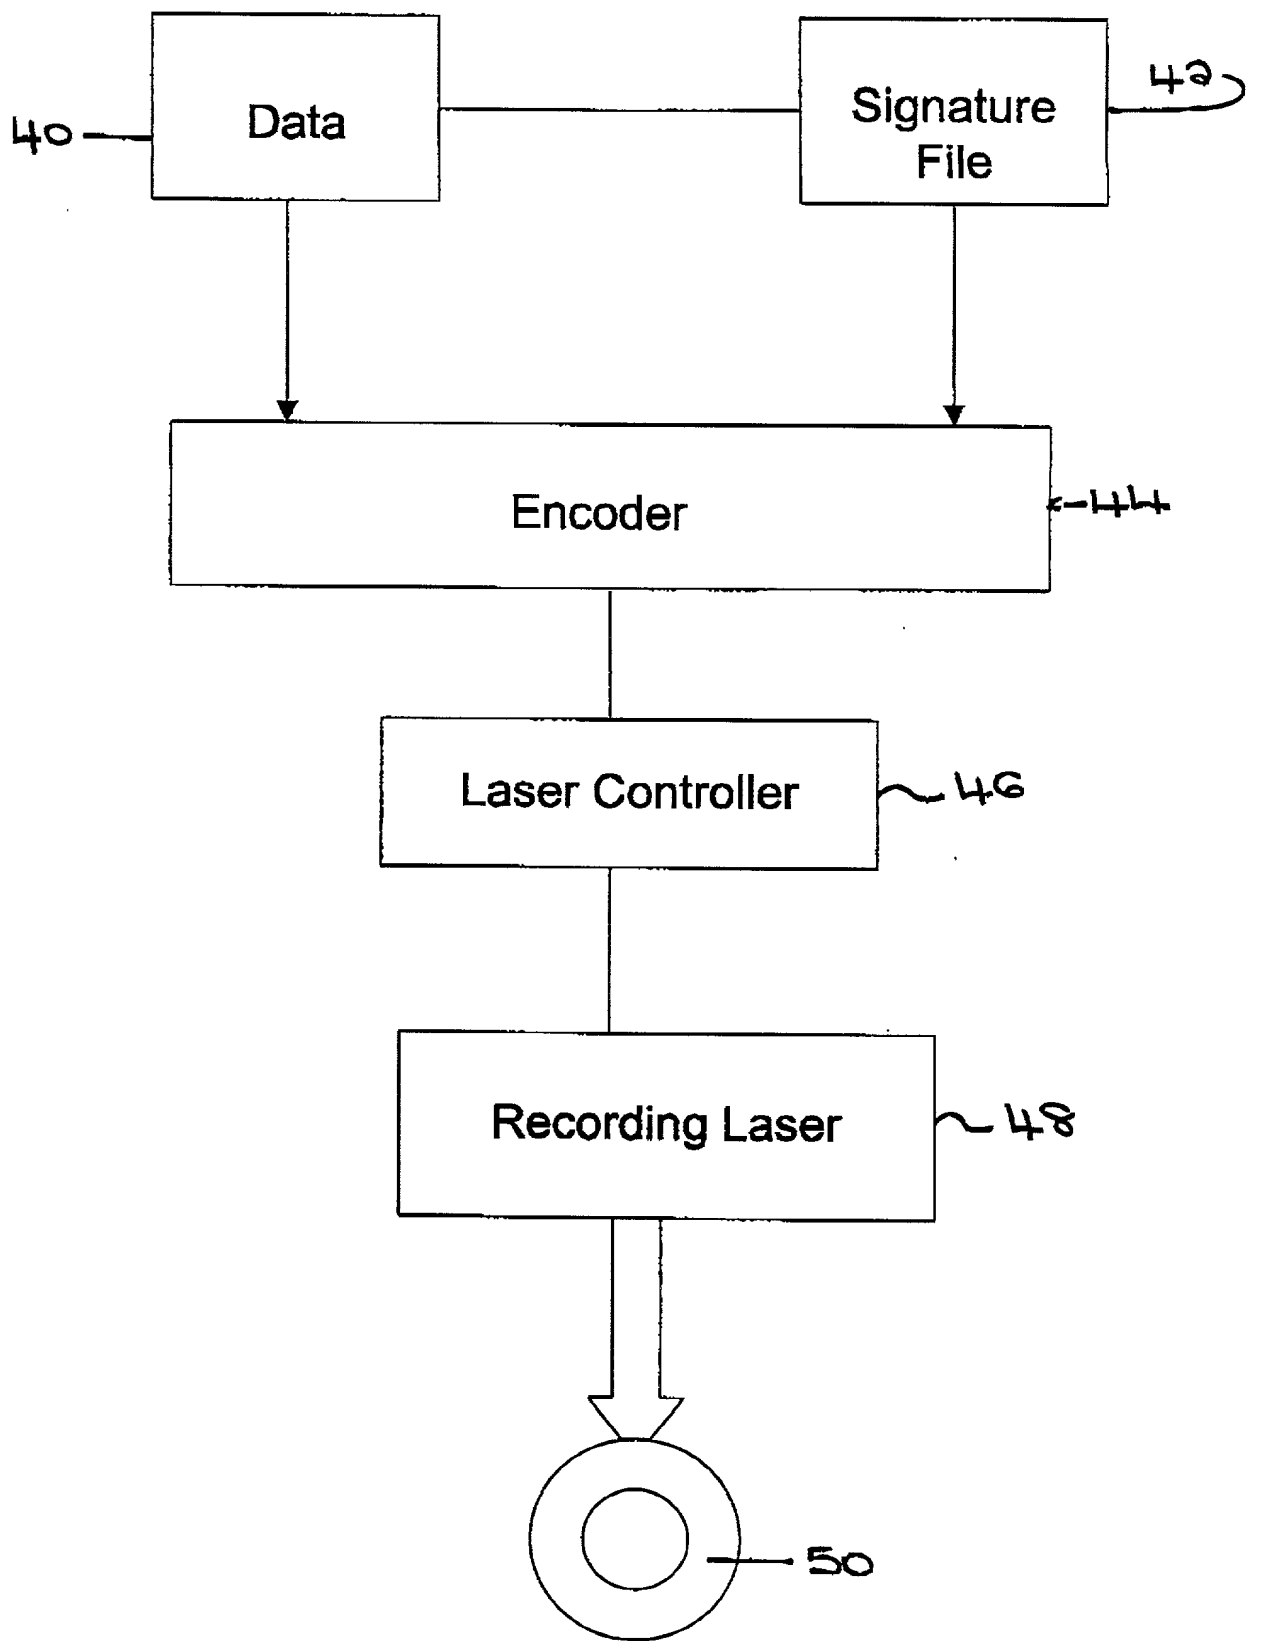 Data
Signature
File
42
40
Encoder
44
Laser Controller
46
Recording Laser
48
50